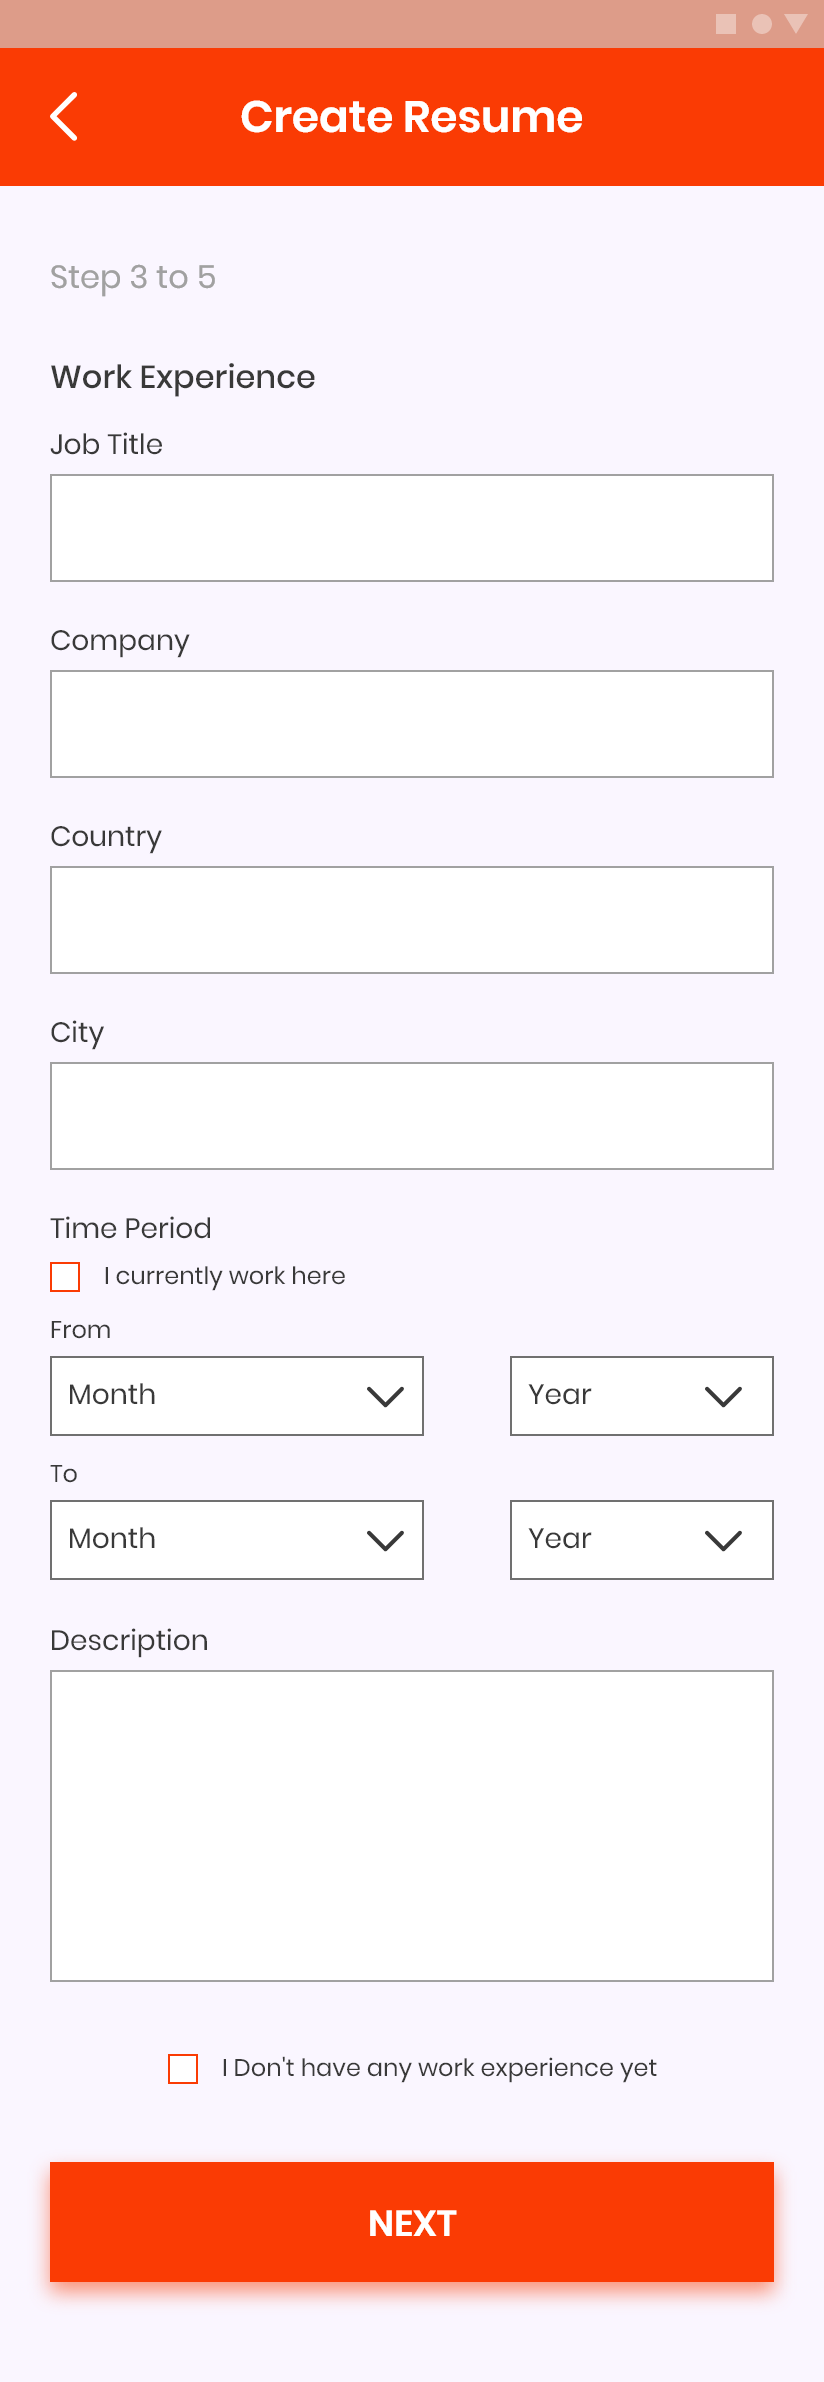 Create Resume
Step 3 to 5
Work Experience
Job Title
Company
Country
City
Time Period
I currently work here
From
Month Year
To
Month Year
Description
I Don't have any work experience yet
NEXT